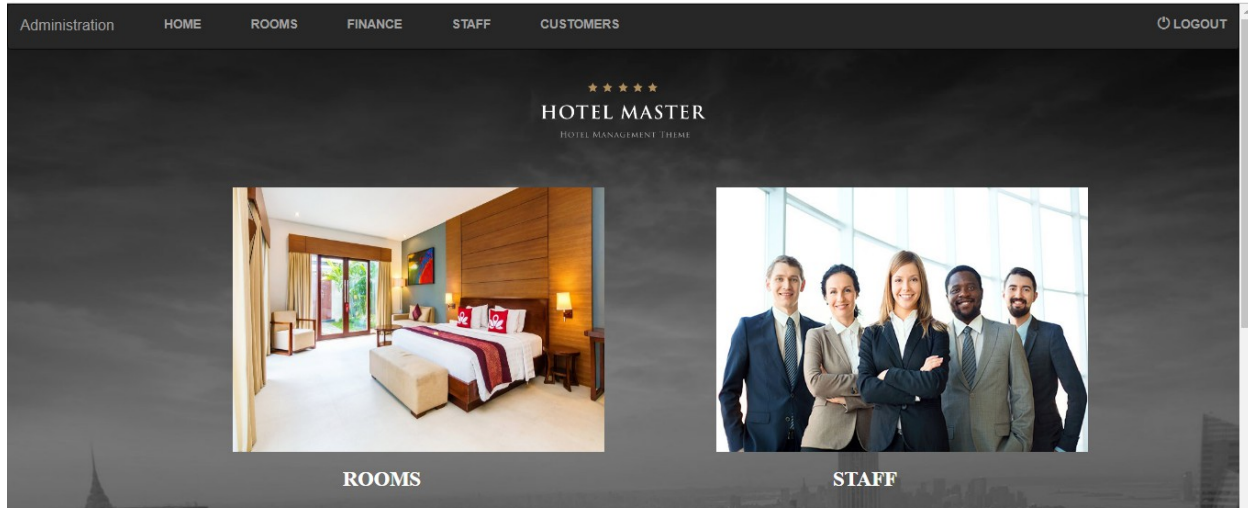 Administration HOME ROOMS FINANCE STAFF CUSTOMERS LOGOUT
HOTEL MASTER
HOTEL MANAGEMENT THEME
ROOMS STAFF